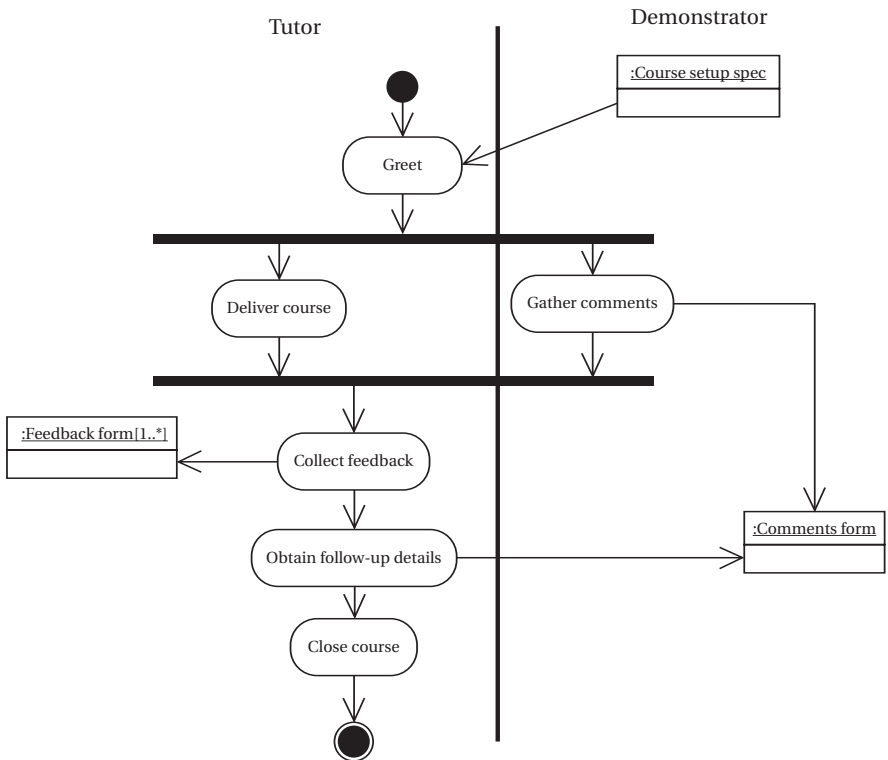 Tutor
Demonstrator
:Course setup spec
Greet
Deliver course
Gather comments
:Feedback form[1..*]
Collect feedback
:Comments form
Obtain follow-up details
Close course